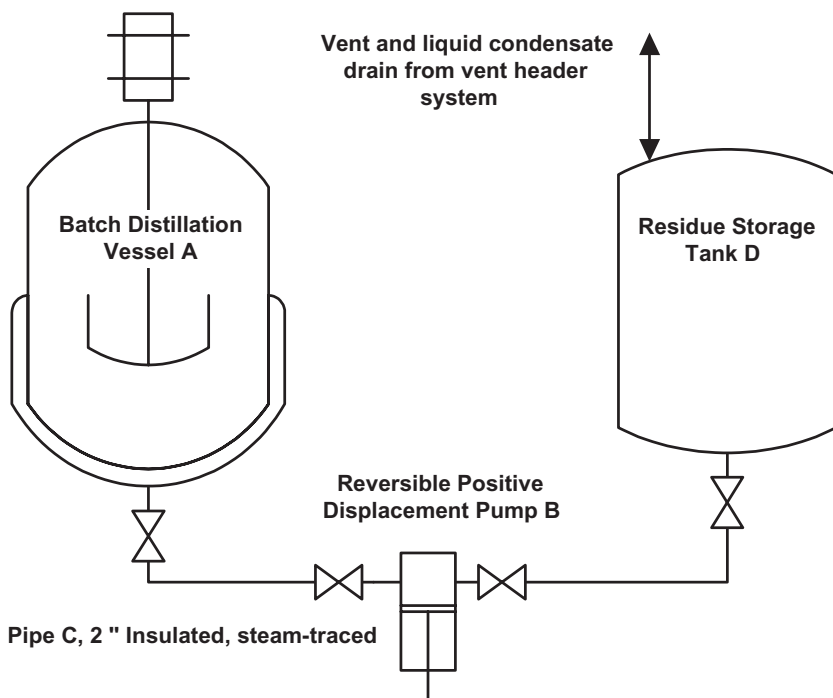 Vent and liquid condensate
drain from vent header
system
Batch Distillation
Vessel A
Residue Storage
Tank D
Reversible Positive
Displacement Pump B
Pipe C, 2 " Insulated, steam-traced